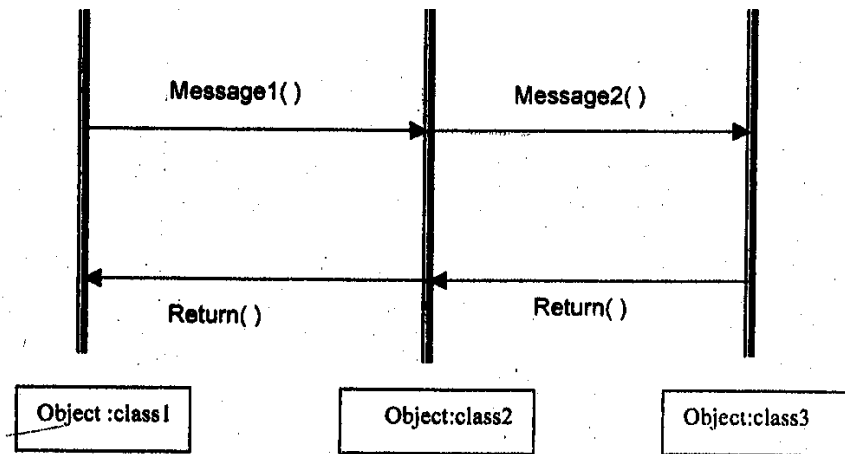 Message1( )
Message2( )
Return( )
Return( )
Object :class1
Object:class2
Object:class3